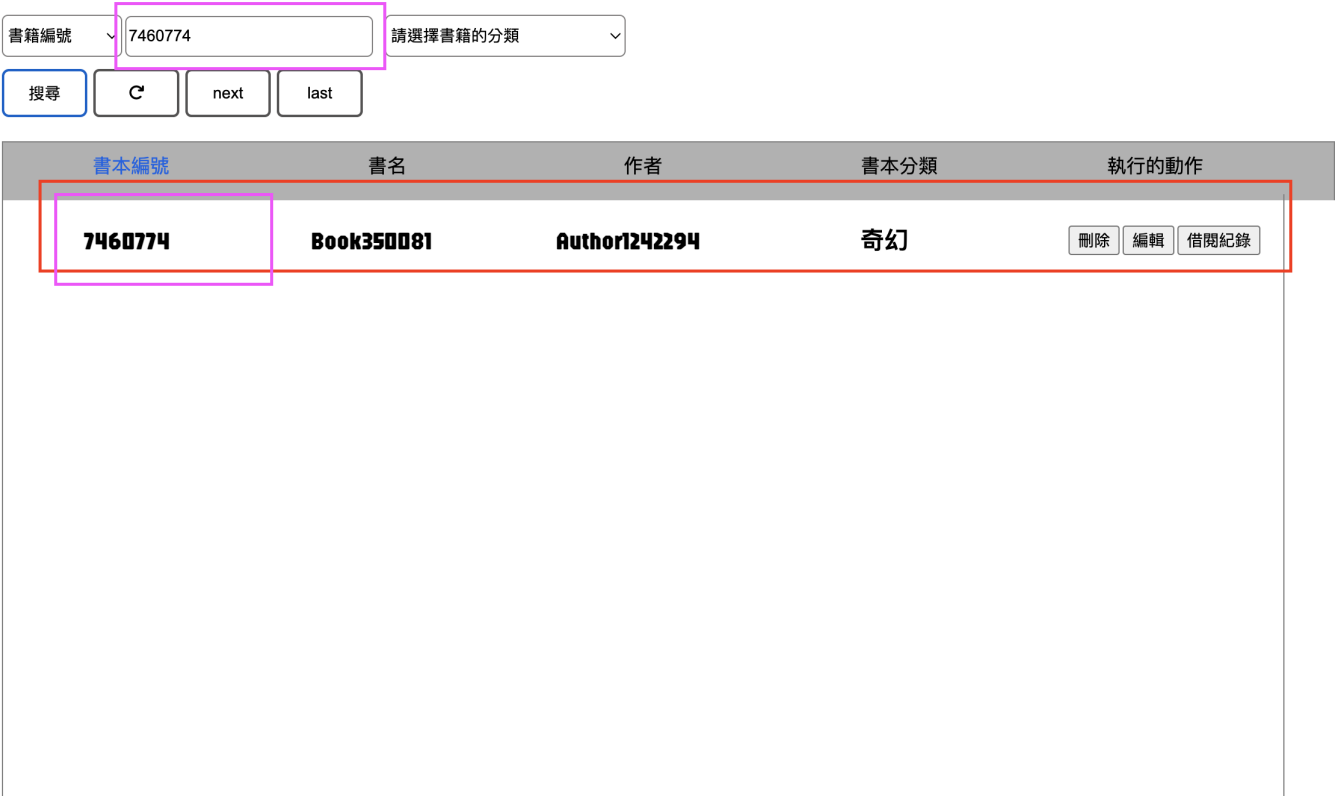 書籍編號 7460774 請選擇書籍的分類
搜尋 next last
書本編號 書名 作者 書本分類 執行的動作
7460774 Book350081 Author1242294 奇幻 刪除 編輯 借閱紀錄